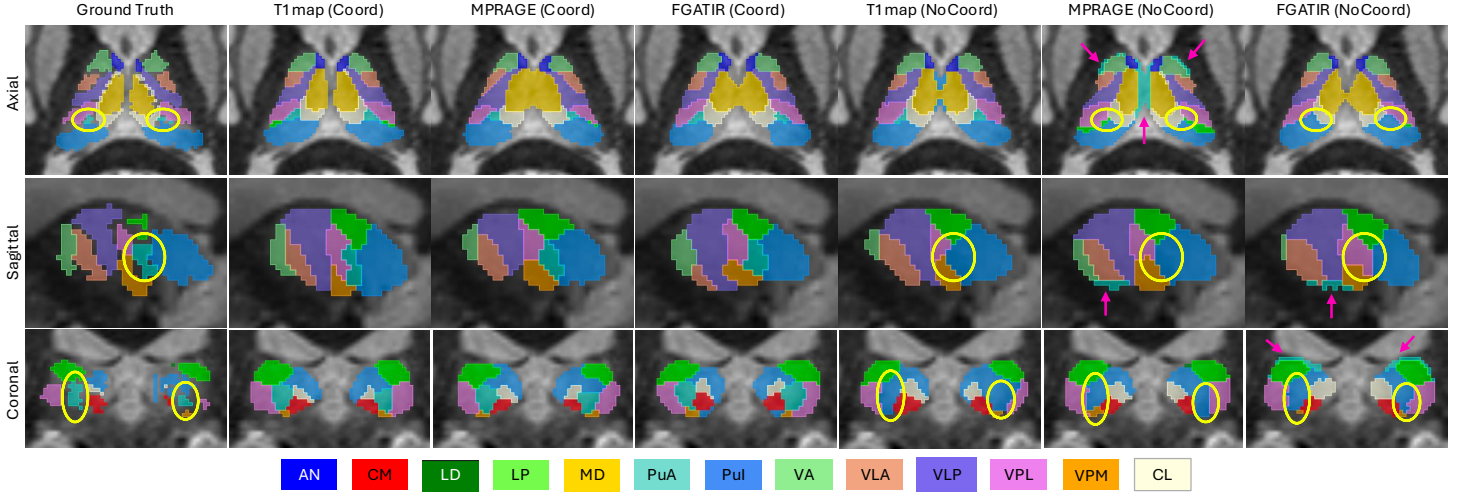 Ground Truth T1map (Coord) MPRAGE (Coord) FGATIR (Coord) T1map (NoCoord) MPRAGE (NoCoord) FGATIR (NoCoord)
Axial
Sagittal
Coronal
AN CM LD LP MD PuA PuI VA VLA VLP VPL VPM CL